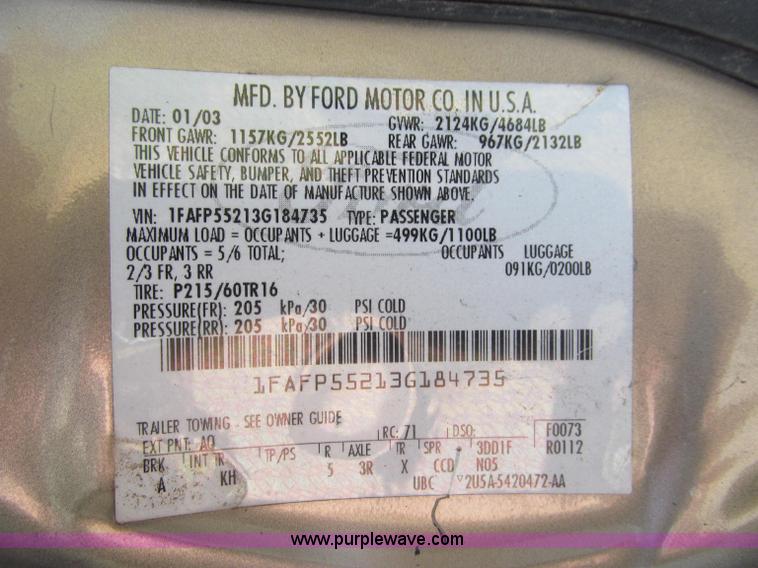 MFD. BY FORD MOTOR CO. IN U.S.A.
DATE: 01/03 GVWR: 2124KG/4684LB
FRONT GAWR: 1157KG/2552LB REAR GAWR: 967KG/2132LB
THIS VEHICLE CONFORMS TO ALL APPLICABLE FEDERAL MOTOR
VEHICLE SAFETY, BUMPER, AND THEFT PREVENTION STANDARDS
IN EFFECT ON THE DATE OF MANUFACTURE SHOWN ABOVE.
VIN: 1FAFP55213G184735 TYPE: PASSENGER
MAXIMUM LOAD = OCCUPANTS + LUGGAGE =499KG/1100LB
OCCUPANTS = 5/6 TOTAL; OCCUPANTS LUGGAGE
2/3 FR, 3 RR 091KG/0200LB
TIRE: P215/60TR16
PRESSURE(FR): 205 kPa/30 PSI COLD
PRESSURE(RR): 205 kPa/30 PSI COLD
1FAFP55213G184735
TRAILER TOWING - SEE OWNER GUIDE
EXT PNT: AQ RC: 71 DSO: F0073
BRK INT TR TP/PS R AXLE TR SPR 3DD1F R0112
A KH 5 3R X CCD N05
UBC 2U5A-5420472-AA
www.purplewave.com